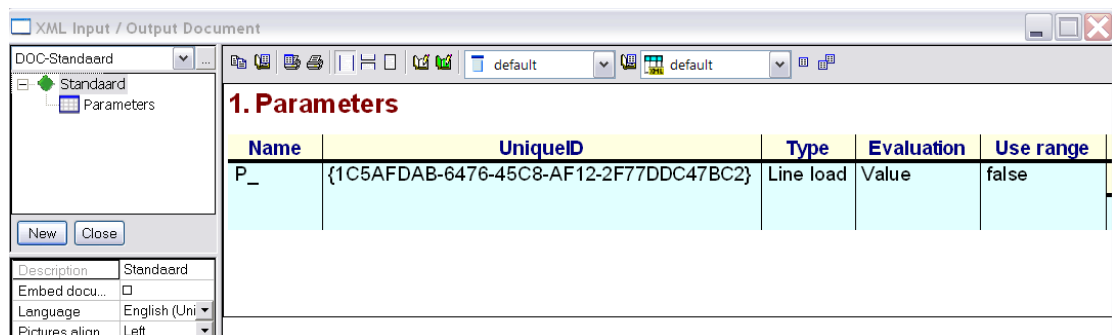 XML Input / Output Document
DOC-Standaard
...
default
default
Standaard
Parameters
1. Parameters
Name UniqueID Type Evaluation Use range
P_ {1C5AFDAB-6476-45C8-AF12-2F77DDC47BC2} Line load Value false
New Close
Description Standaard
Embed docu...
Language English (Uni
Pictures align Left